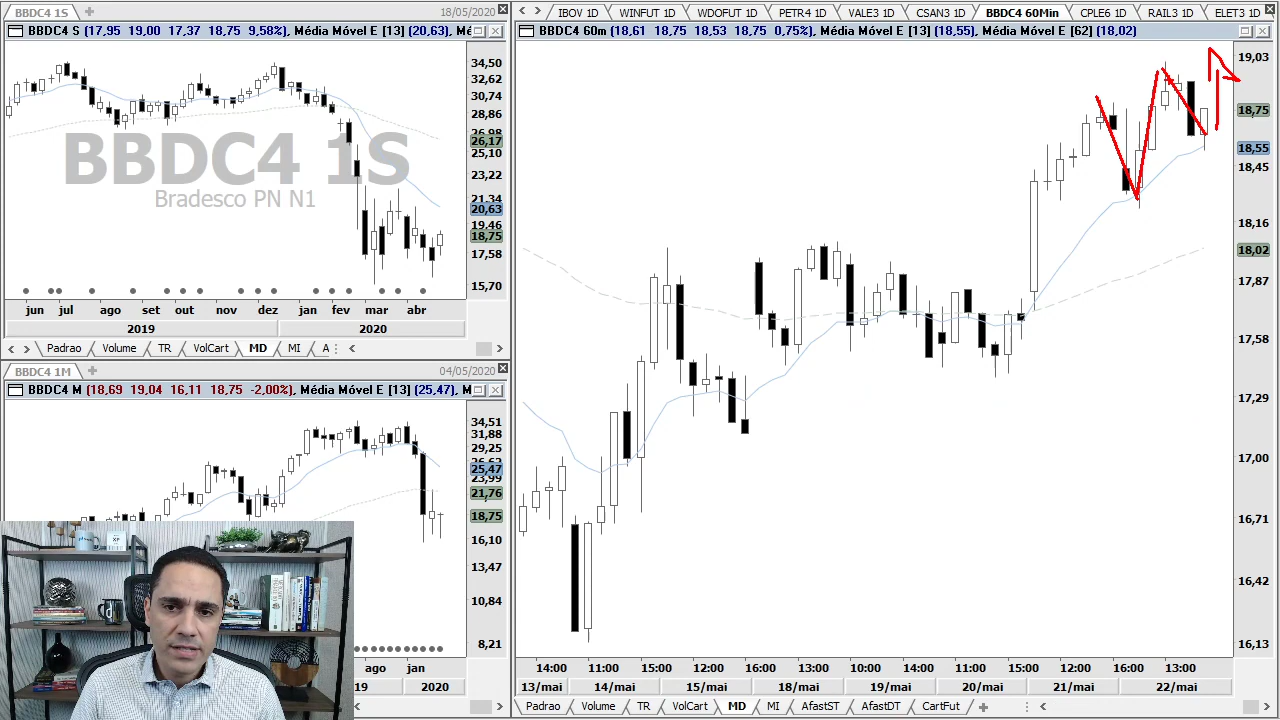 BBDC4 1S
18/05/2020
BBDC4 S (17,95 19,00 17,37 18,75 9,58%), Média Móvel E [13] (20,63), Mé
BBDC4 1S
Bradesco PN N1
34,50
32,62
30,74
28,86
26,98
26,17
25,10
23,22
21,34
20,63
19,46
18,75
17,58
15,70
jun jul ago set out nov dez jan fev mar abr
2019 2020
Padrao Volume TR VolCart MD MI A
BBDC4 1M
04/05/2020
BBDC4 M (18,69 19,04 16,11 18,75 -2,00%), Média Móvel E [13] (25,47), M
34,51
31,88
29,25
26,62
25,47
23,99
21,76
18,75
16,10
13,47
10,84
8,21
ago jan
19 2020
IBOV 1D WINFUT 1D WDOFUT 1D PETR4 1D VALE3 1D CSAN3 1D BBDC4 60Min CPLE6 1D RAIL3 1D ELET3 1D
BBDC4 60m (18,61 18,75 18,53 18,75 0,75%), Média Móvel E [13] (18,55), Média Móvel E [62] (18,02)
19,03
18,75
18,55
18,45
18,16
18,02
17,87
17,58
17,29
17,00
16,71
16,42
16,13
14:00 11:00 15:00 12:00 16:00 13:00 10:00 14:00 11:00 15:00 12:00 16:00 13:00
13/mai 14/mai 15/mai 18/mai 19/mai 20/mai 21/mai 22/mai
Padrao Volume TR VolCart MD MI AfastST AfastDT CartFut
XP